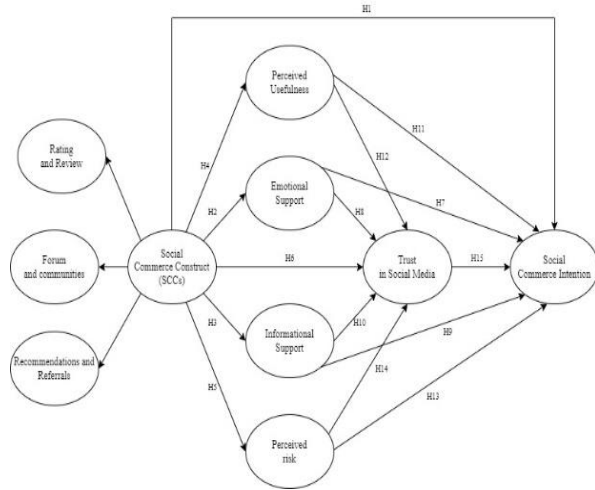 H1
Perceived
Usefulness
H11
H4
H12
Rating
and Review
Emotional
Support
H7
H2
H8
Forum
and communities
Social
Commerce Construct
(SCCs)
H6
Trust
in Social Media
H15
Social
Commerce Intention
H3
Informational
Support
H10
H9
Recommendations and
Referrals
H14
H5
H13
Perceived
risk